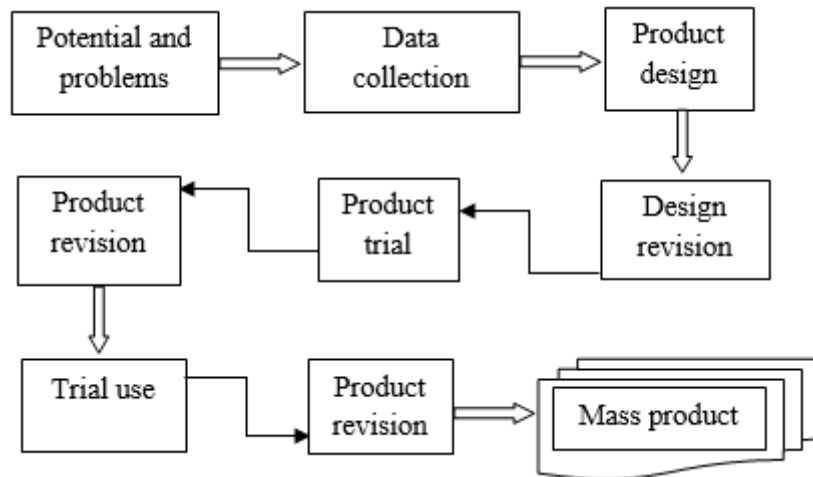 Potential and
problems
Data
collection
Product
design
Product
revision
Product
trial
Design
revision
Trial use
Product
revision
Mass product